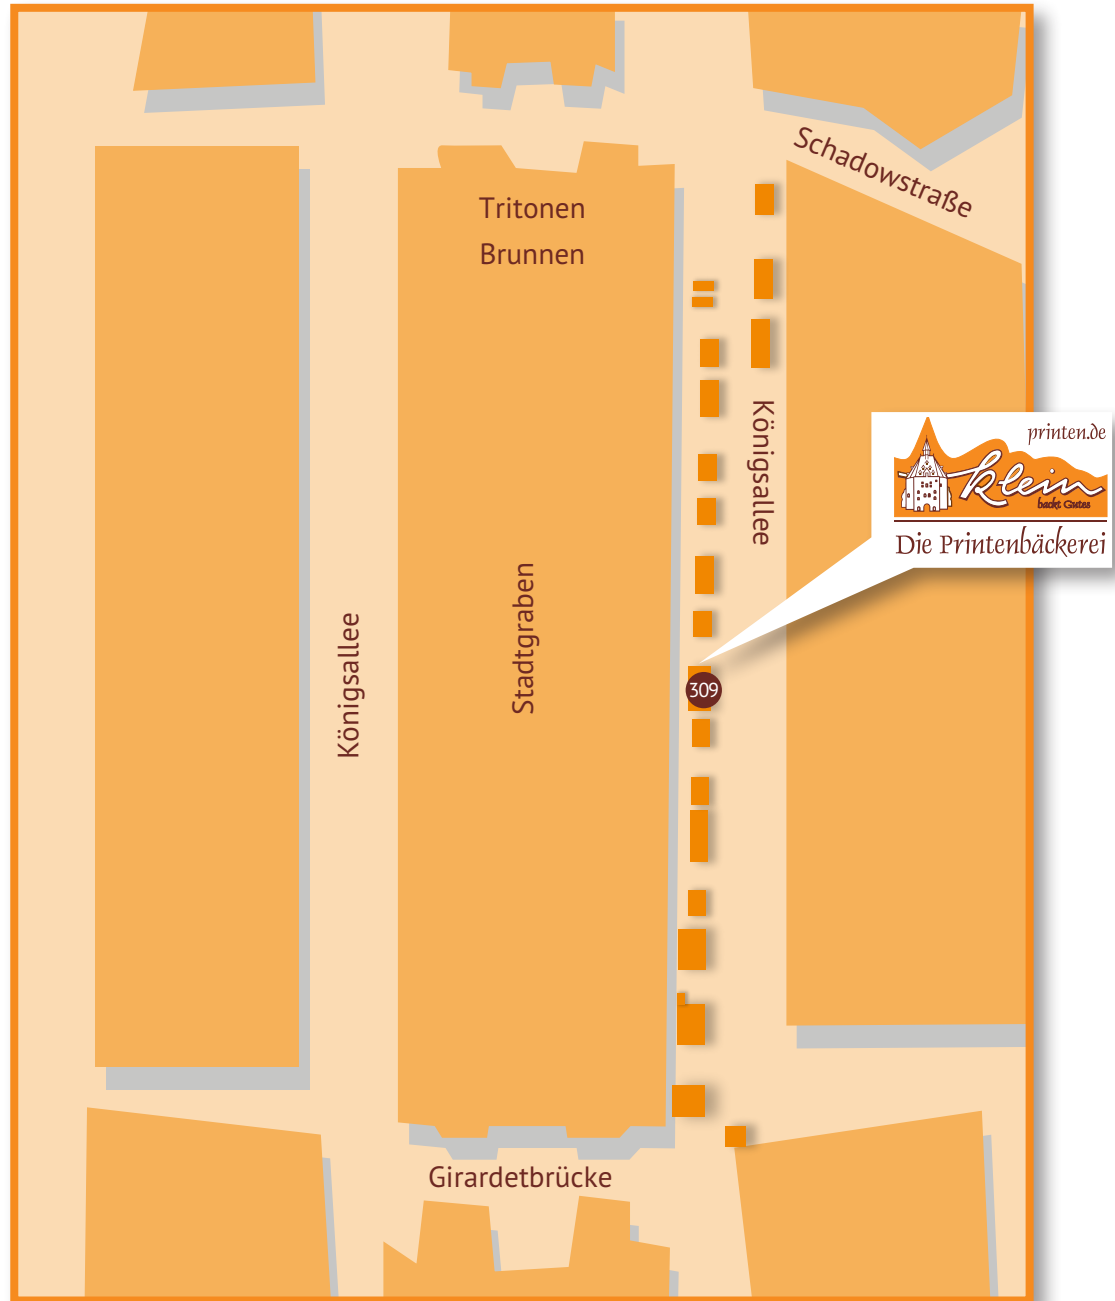 Schadowstraße
Tritonen
Brunnen
Königsallee
printen.de
klein
backt Gutes
Die Printenbäckerei
Stadtgraben
Königsallee
309
Girardetbrücke